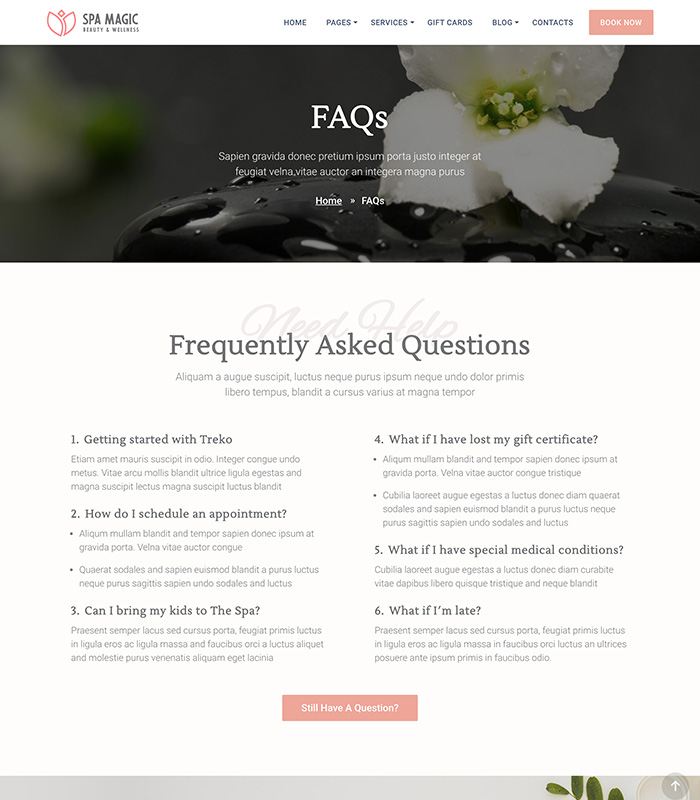 SPA MAGIC
BEAUTY & WELLNESS
HOME PAGES SERVICES GIFT CARDS BLOG CONTACTS BOOK NOW
FAQs
Sapien gravida donec pretium ipsum porta justo integer at
feugiat velna,vitae auctor an integera magna purus
Home » FAQs
Need Help
Frequently Asked Questions
Aliquam a augue suscipit, luctus neque purus ipsum neque undo dolor primis
libero tempus, blandit a cursus varius at magna tempor
1. Getting started with Treko
Etiam amet mauris suscipit in odio. Integer congue undo
metus. Vitae arcu mollis blandit ultrice ligula egestas and
magna suscipit lectus magna suscipit luctus blandit
2. How do I schedule an appointment?
• Aliqum mullam blandit and tempor sapien donec ipsum at
gravida porta. Velna vitae auctor congue
• Quaerat sodales and sapien euismod blandit a purus luctus
neque purus sagittis sapien undo sodales and luctus
3. Can I bring my kids to The Spa?
Praesent semper lacus sed cursus porta, feugiat primis luctus
in ligula eros ac ligula massa and faucibus orci a luctus aliquet
and molestie purus venenatis aliquam eget lacinia
4. What if I have lost my gift certificate?
• Aliqum mullam blandit and tempor sapien donec ipsum at
gravida porta. Velna vitae auctor congue tristique
• Cubilia laoreet augue egestas a luctus donec diam quaerat
sodales and sapien euismod blandit a purus luctus neque
purus sagittis sapien undo sodales and luctus
5. What if I have special medical conditions?
Cubilia laoreet augue egestas a luctus donec diam curabite
vitae dapibus libero quisque tristique and neque blandit
6. What if I'm late?
Praesent semper lacus sed cursus porta, feugiat primis luctus
in ligula eros ac ligula massa in faucibus orci luctus an ultrices
posuere ante ipsum primis in faucibus odio.
Still Have A Question?